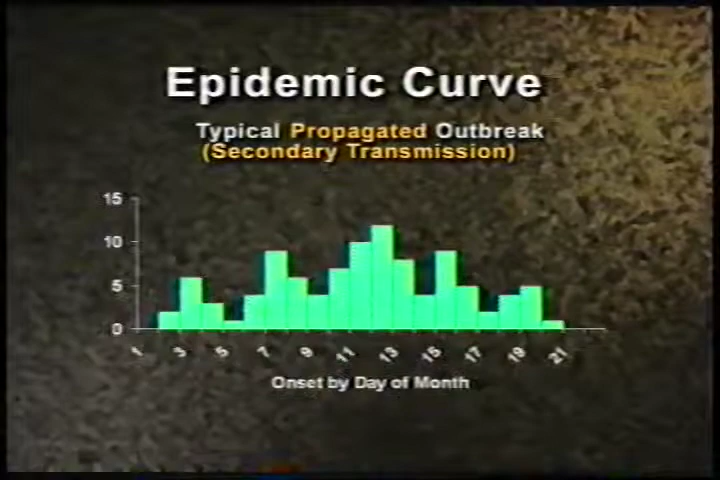 Epidemic Curve
Typical Propagated Outbreak
(Secondary Transmission)
15
10
5
0
1 3 5 7 9 11 13 15 17 19 21
Onset by Day of Month